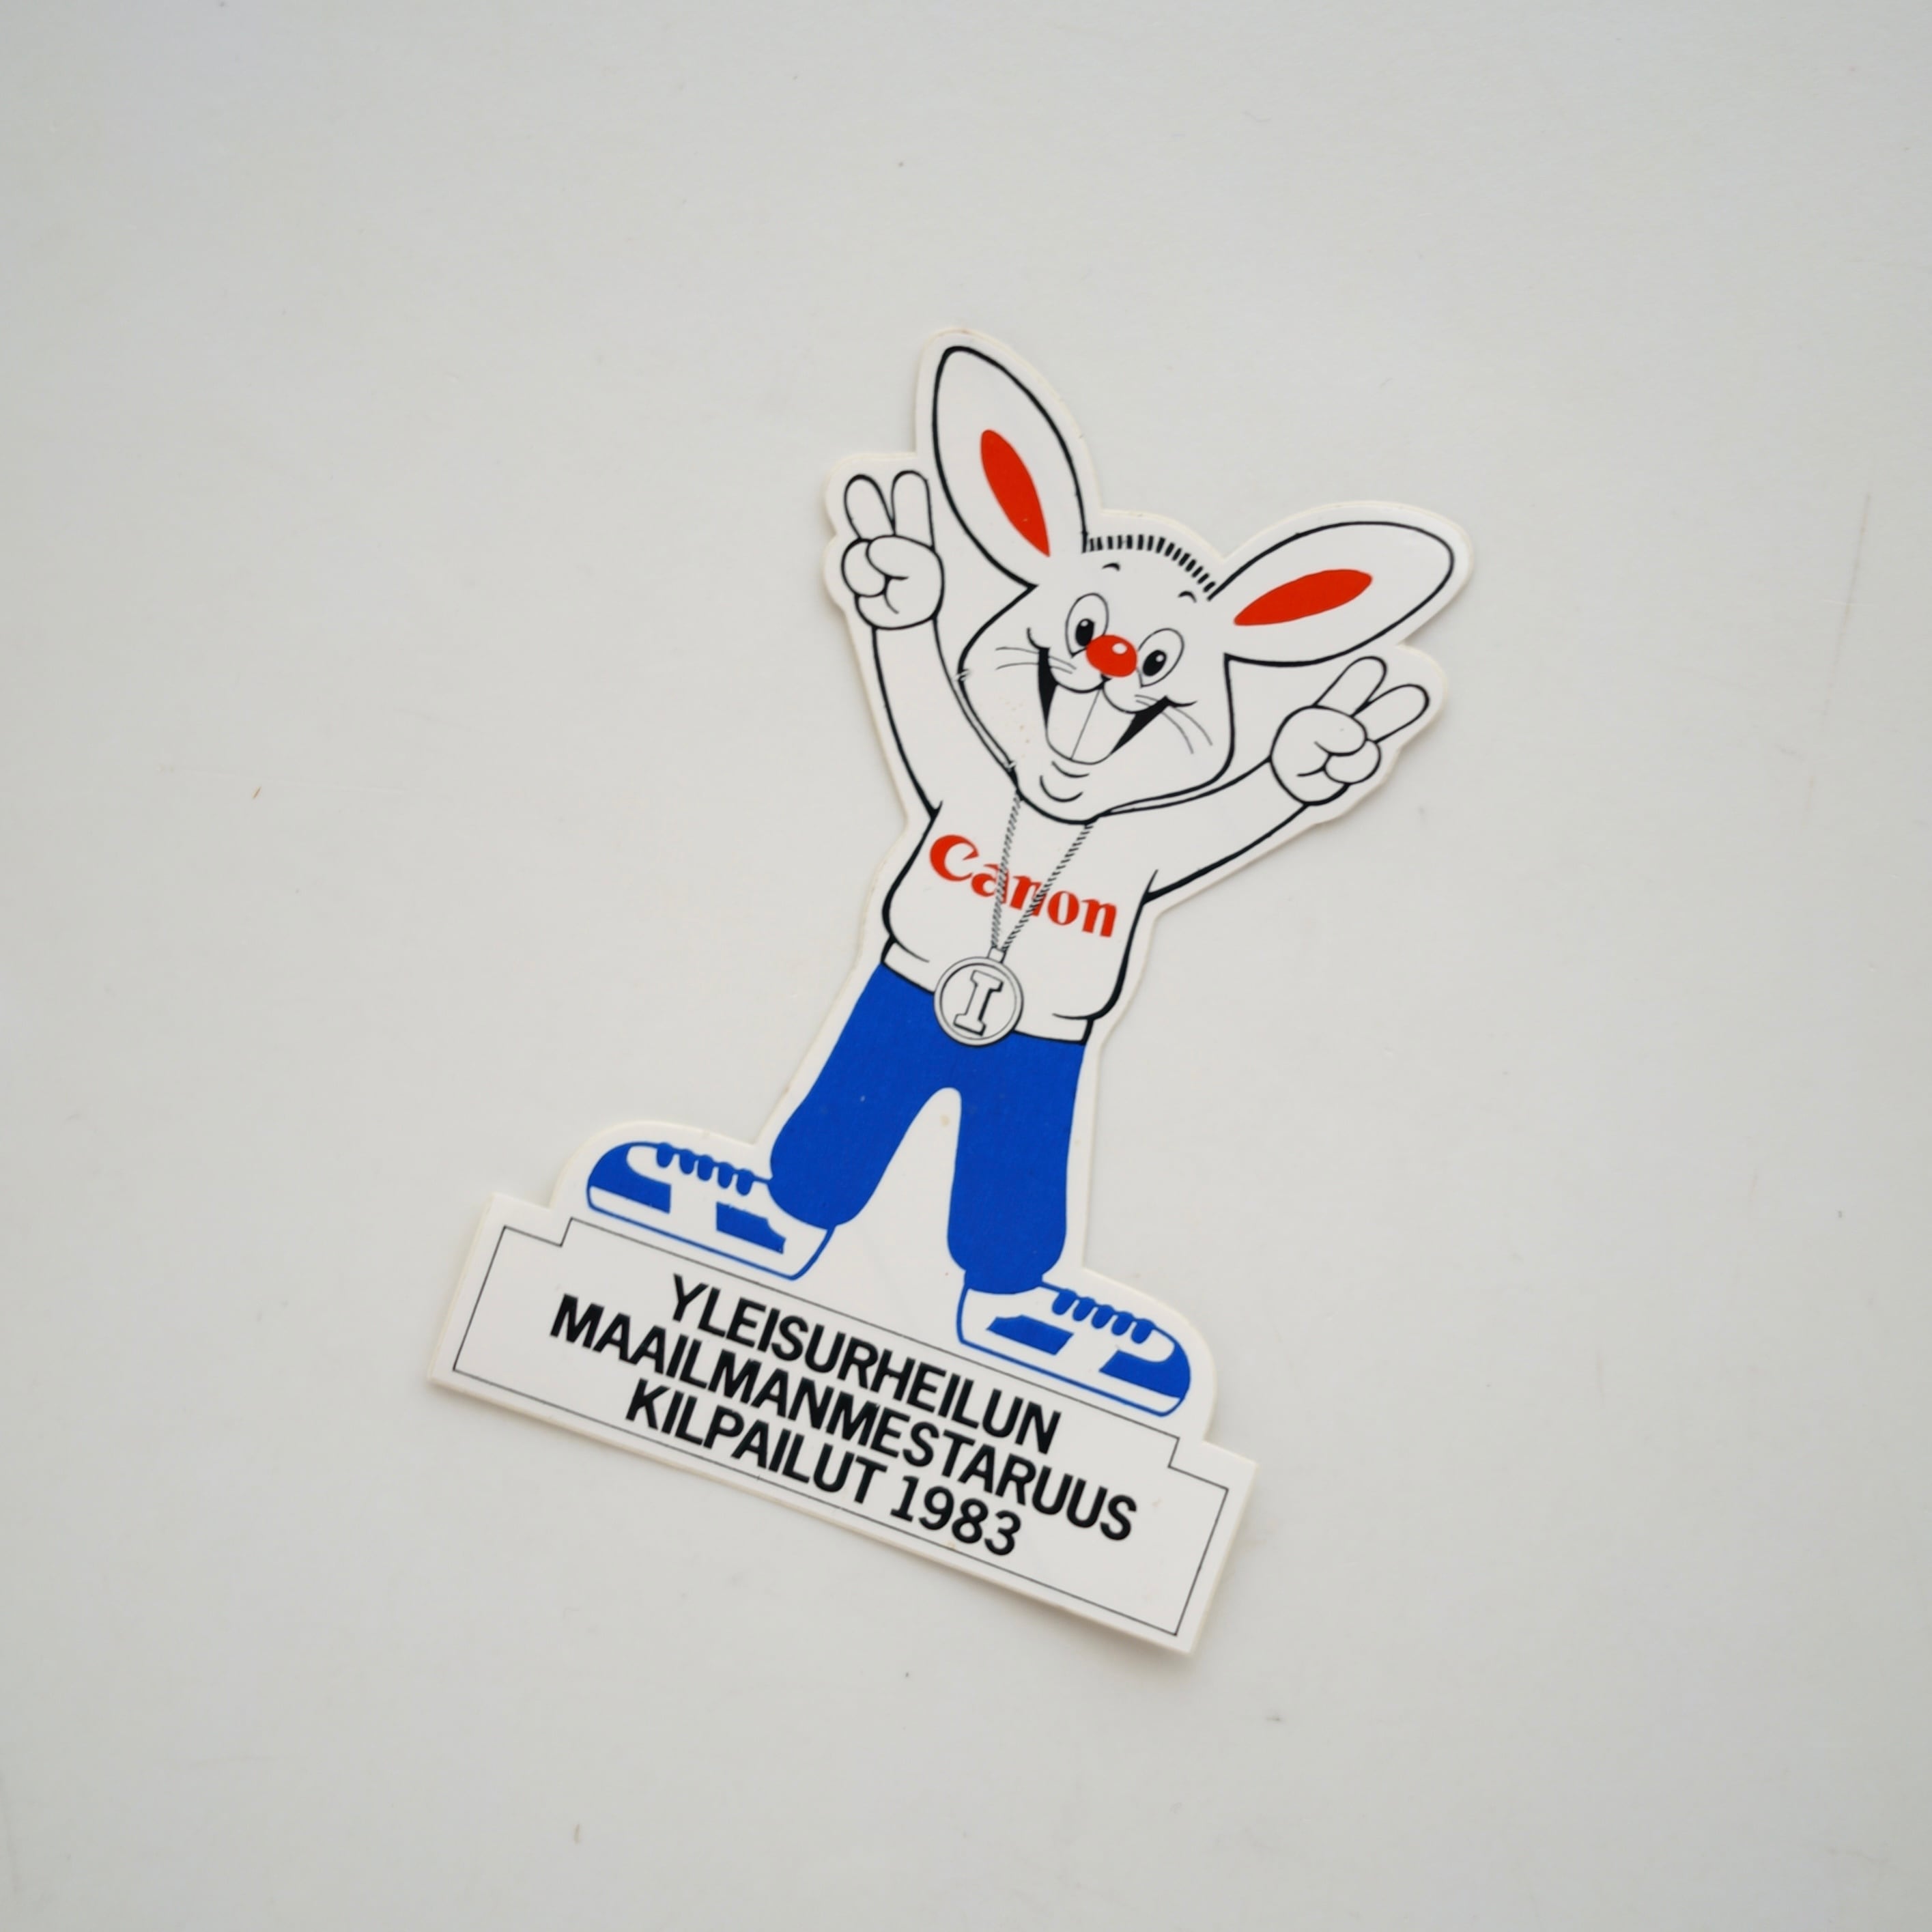 Canon
I
YLEISURHEILUN
MAAILMANMESTARUUS
KILPAILUT 1983